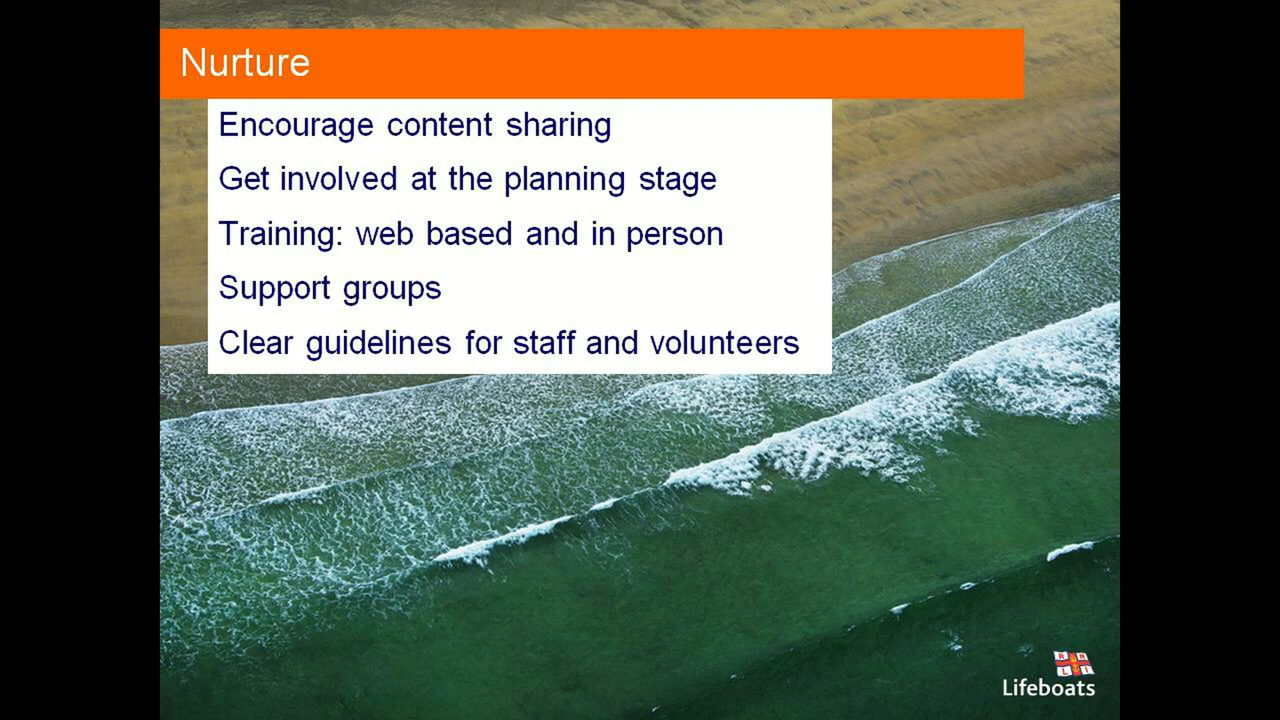 Nurture
Encourage content sharing
Get involved at the planning stage
Training: web based and in person
Support groups
Clear guidelines for staff and volunteers
R N
L I
Lifeboats